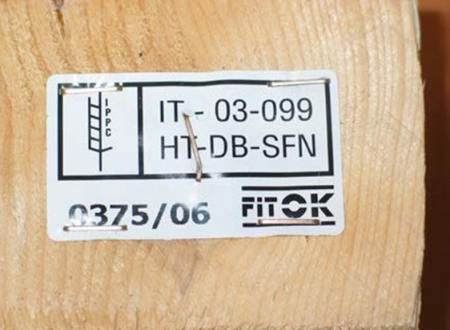 IPPC
IT - 03-099
HT-DB-SFN
0375/06
FITOK